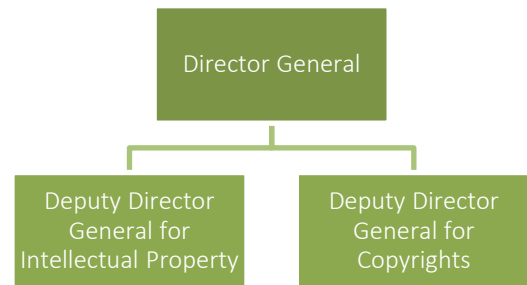 Director General
Deputy Director
General for
Intellectual Property
Deputy Director
General for
Copyrights